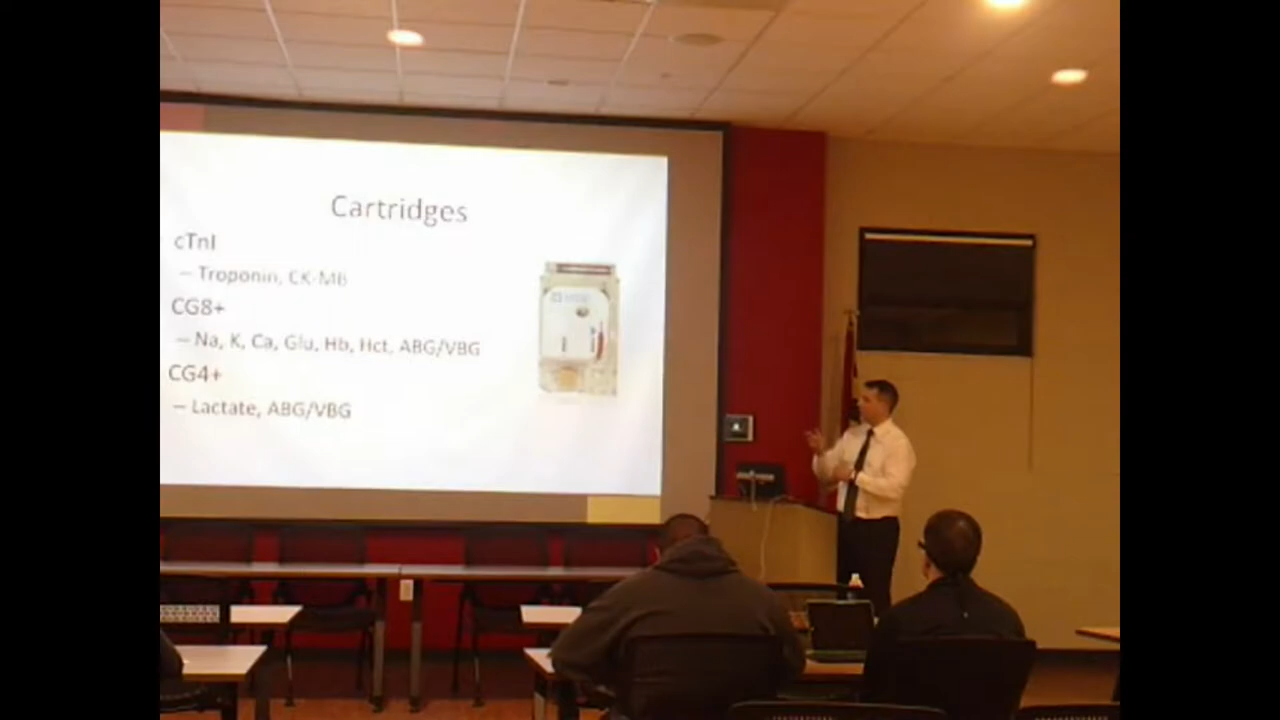 Cartridges
cTnI
– Troponin, CK-MB
CG8+
– Na, K, Ca, Glu, Hb, Hct, ABG/VBG
CG4+
– Lactate, ABG/VBG